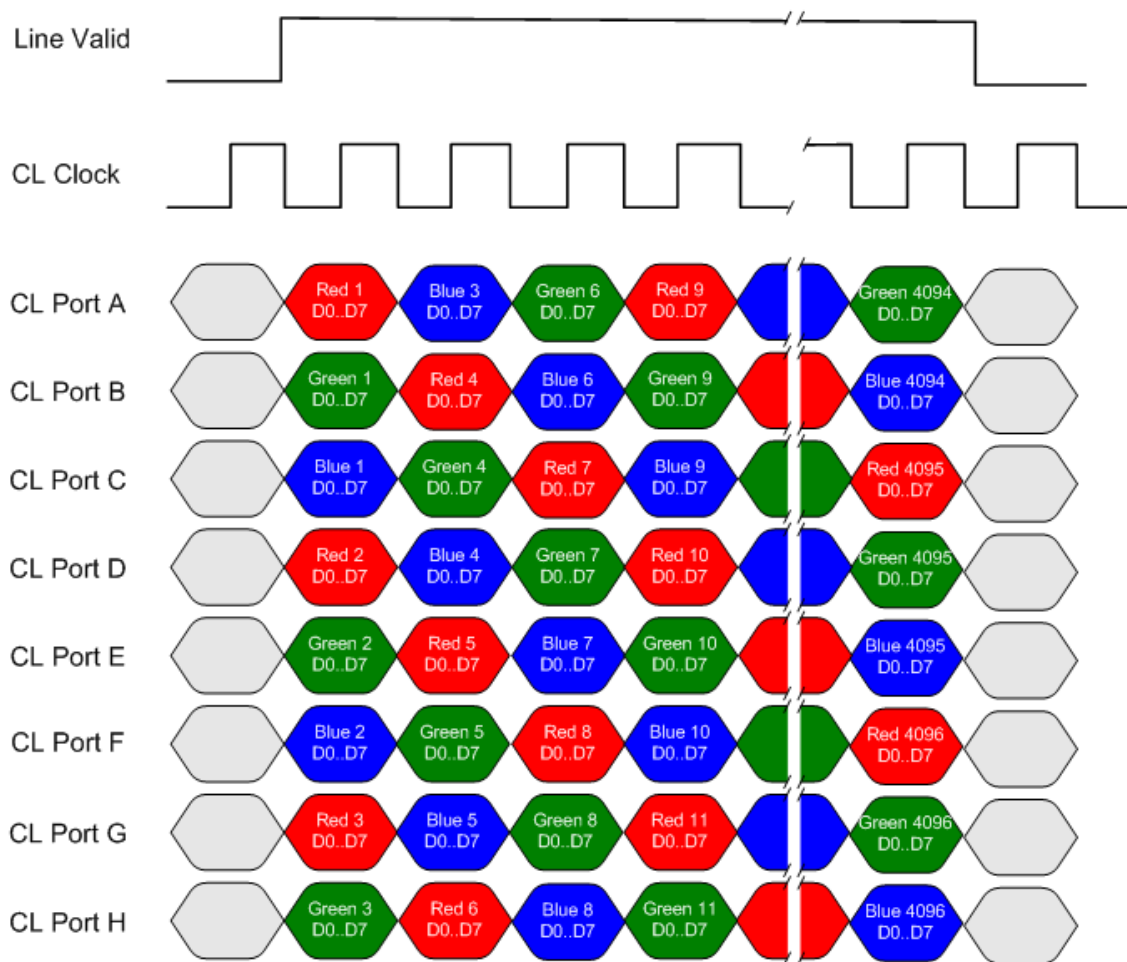 Line Valid
CL Clock
CL Port A
Red 1
D0..D7
Blue 3
D0..D7
Green 6
D0..D7
Red 9
D0..D7
Green 4094
D0..D7
CL Port B
Green 1
D0..D7
Red 4
D0..D7
Blue 6
D0..D7
Green 9
D0..D7
Blue 4094
D0..D7
CL Port C
Blue 1
D0..D7
Green 4
D0..D7
Red 7
D0..D7
Blue 9
D0..D7
Red 4095
D0..D7
CL Port D
Red 2
D0..D7
Blue 4
D0..D7
Green 7
D0..D7
Red 10
D0..D7
Green 4095
D0..D7
CL Port E
Green 2
D0..D7
Red 5
D0..D7
Blue 7
D0..D7
Green 10
D0..D7
Blue 4095
D0..D7
CL Port F
Blue 2
D0..D7
Green 5
D0..D7
Red 8
D0..D7
Blue 10
D0..D7
Red 4096
D0..D7
CL Port G
Red 3
D0..D7
Blue 5
D0..D7
Green 8
D0..D7
Red 11
D0..D7
Green 4096
D0..D7
CL Port H
Green 3
D0..D7
Red 6
D0..D7
Blue 8
D0..D7
Green 11
D0..D7
Blue 4096
D0..D7